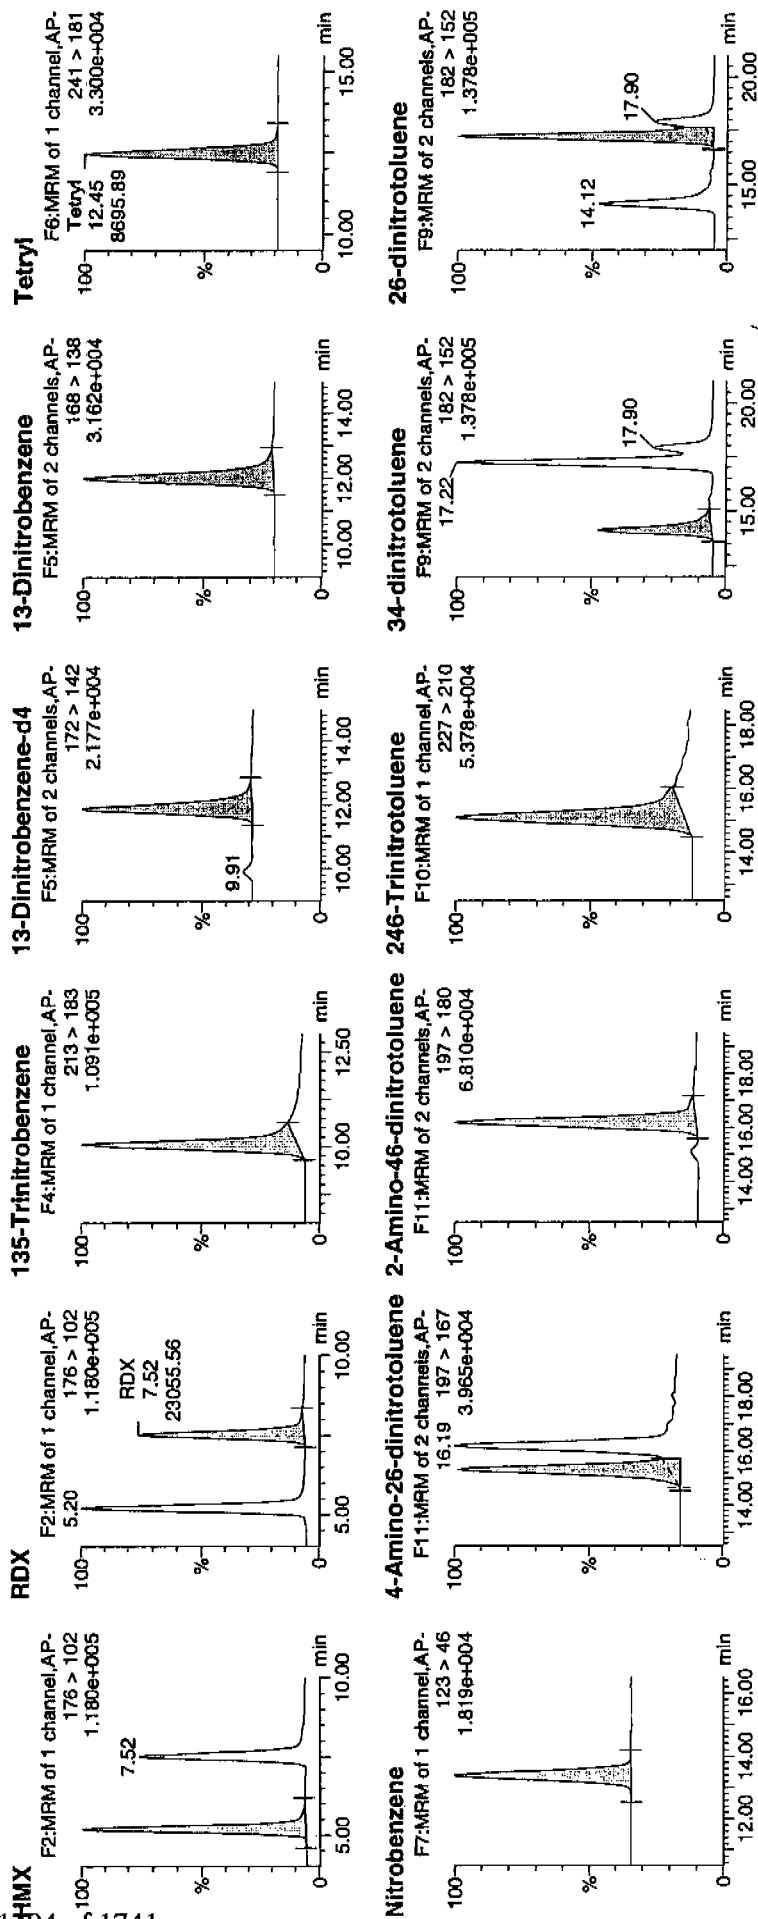 HMX
F2:MRM of 1 channel,AP-
176 > 102
1.180e+005
100
%
0
7.52
5.00
10.00
min
RDX
F2:MRM of 1 channel,AP-
5.20
176 > 102
1.180e+005
RDX
7.52
23055.56
100
%
0
5.00
10.00
min
135-Trinitrobenzene
F4:MRM of 1 channel,AP-
213 > 183
1.091e+005
100
%
0
10.00
12.50
min
13-Dinitrobenzene-d4
F5:MRM of 2 channels,AP-
172 > 142
2.177e+004
100
%
0
9.91
10.00
12.00
14.00
min
13-Dinitrobenzene
F5:MRM of 2 channels,AP-
168 > 138
3.162e+004
100
%
0
10.00
12.00
14.00
min
Tetryl
F6:MRM of 1 channel,AP-
Tetryl
12.45
8695.89
241 > 181
3.300e+004
100
%
0
10.00
15.00
min
Nitrobenzene
F7:MRM of 1 channel,AP-
123 > 46
1.819e+004
100
%
0
12.00
14.00
16.00
min
4-Amino-26-dinitrotoluene
F11:MRM of 2 channels,AP-
16.19
197 > 167
3.965e+004
100
%
0
14.00
16.00
18.00
min
2-Amino-46-dinitrotoluene
F11:MRM of 2 channels,AP-
197 > 180
6.810e+004
100
%
0
14.00
16.00
18.00
min
246-Trinitrotoluene
F10:MRM of 1 channel,AP-
227 > 210
5.378e+004
100
%
0
14.00
16.00
18.00
min
34-dinitrotoluene
F9:MRM of 2 channels,AP-
17.22
182 > 152
1.378e+005
17.90
100
%
0
15.00
20.00
min
26-dinitrotoluene
F9:MRM of 2 channels,AP-
182 > 152
1.378e+005
14.12
17.90
100
%
0
15.00
20.00
min
of 1741